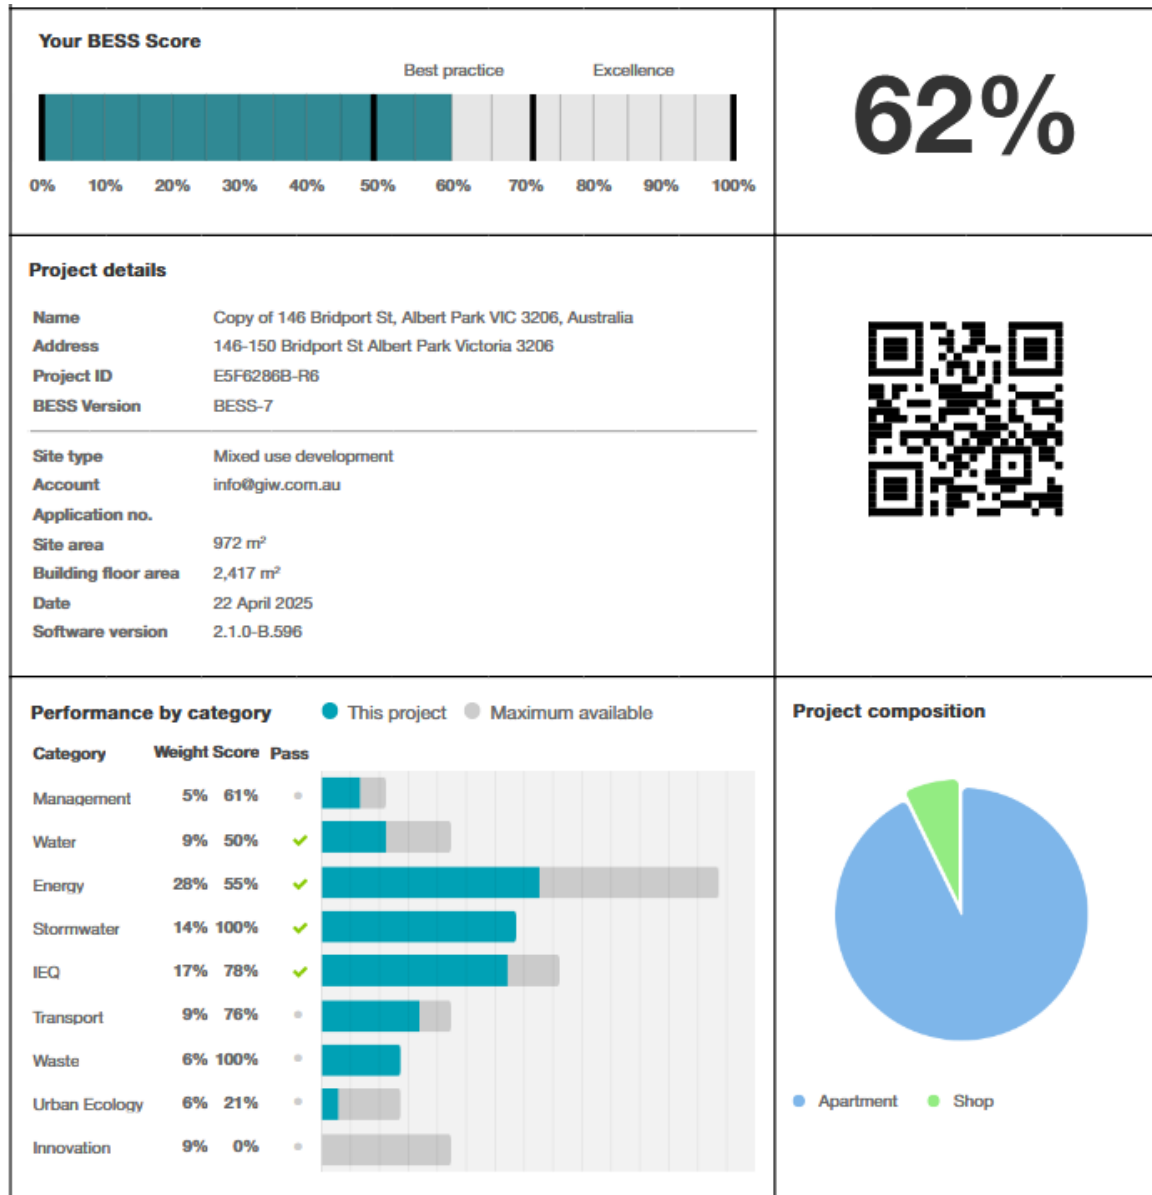 Your BESS Score
Best practice Excellence
0% 10% 20% 30% 40% 50% 60% 70% 80% 90% 100%
62%
Project details
Name Copy of 146 Bridport St, Albert Park VIC 3206, Australia
Address 146-150 Bridport St Albert Park Victoria 3206
Project ID E5F6286B-R6
BESS Version BESS-7
Site type Mixed use development
Account info@giw.com.au
Application no.
Site area 972 m²
Building floor area 2,417 m²
Date 22 April 2025
Software version 2.1.0-B.596
Performance by category This project Maximum available
Category Weight Score Pass
Management 5% 61%
Water 9% 50%
Energy 28% 55%
Stormwater 14% 100%
IEQ 17% 78%
Transport 9% 76%
Waste 6% 100%
Urban Ecology 6% 21%
Innovation 9% 0%
Project composition
Apartment Shop